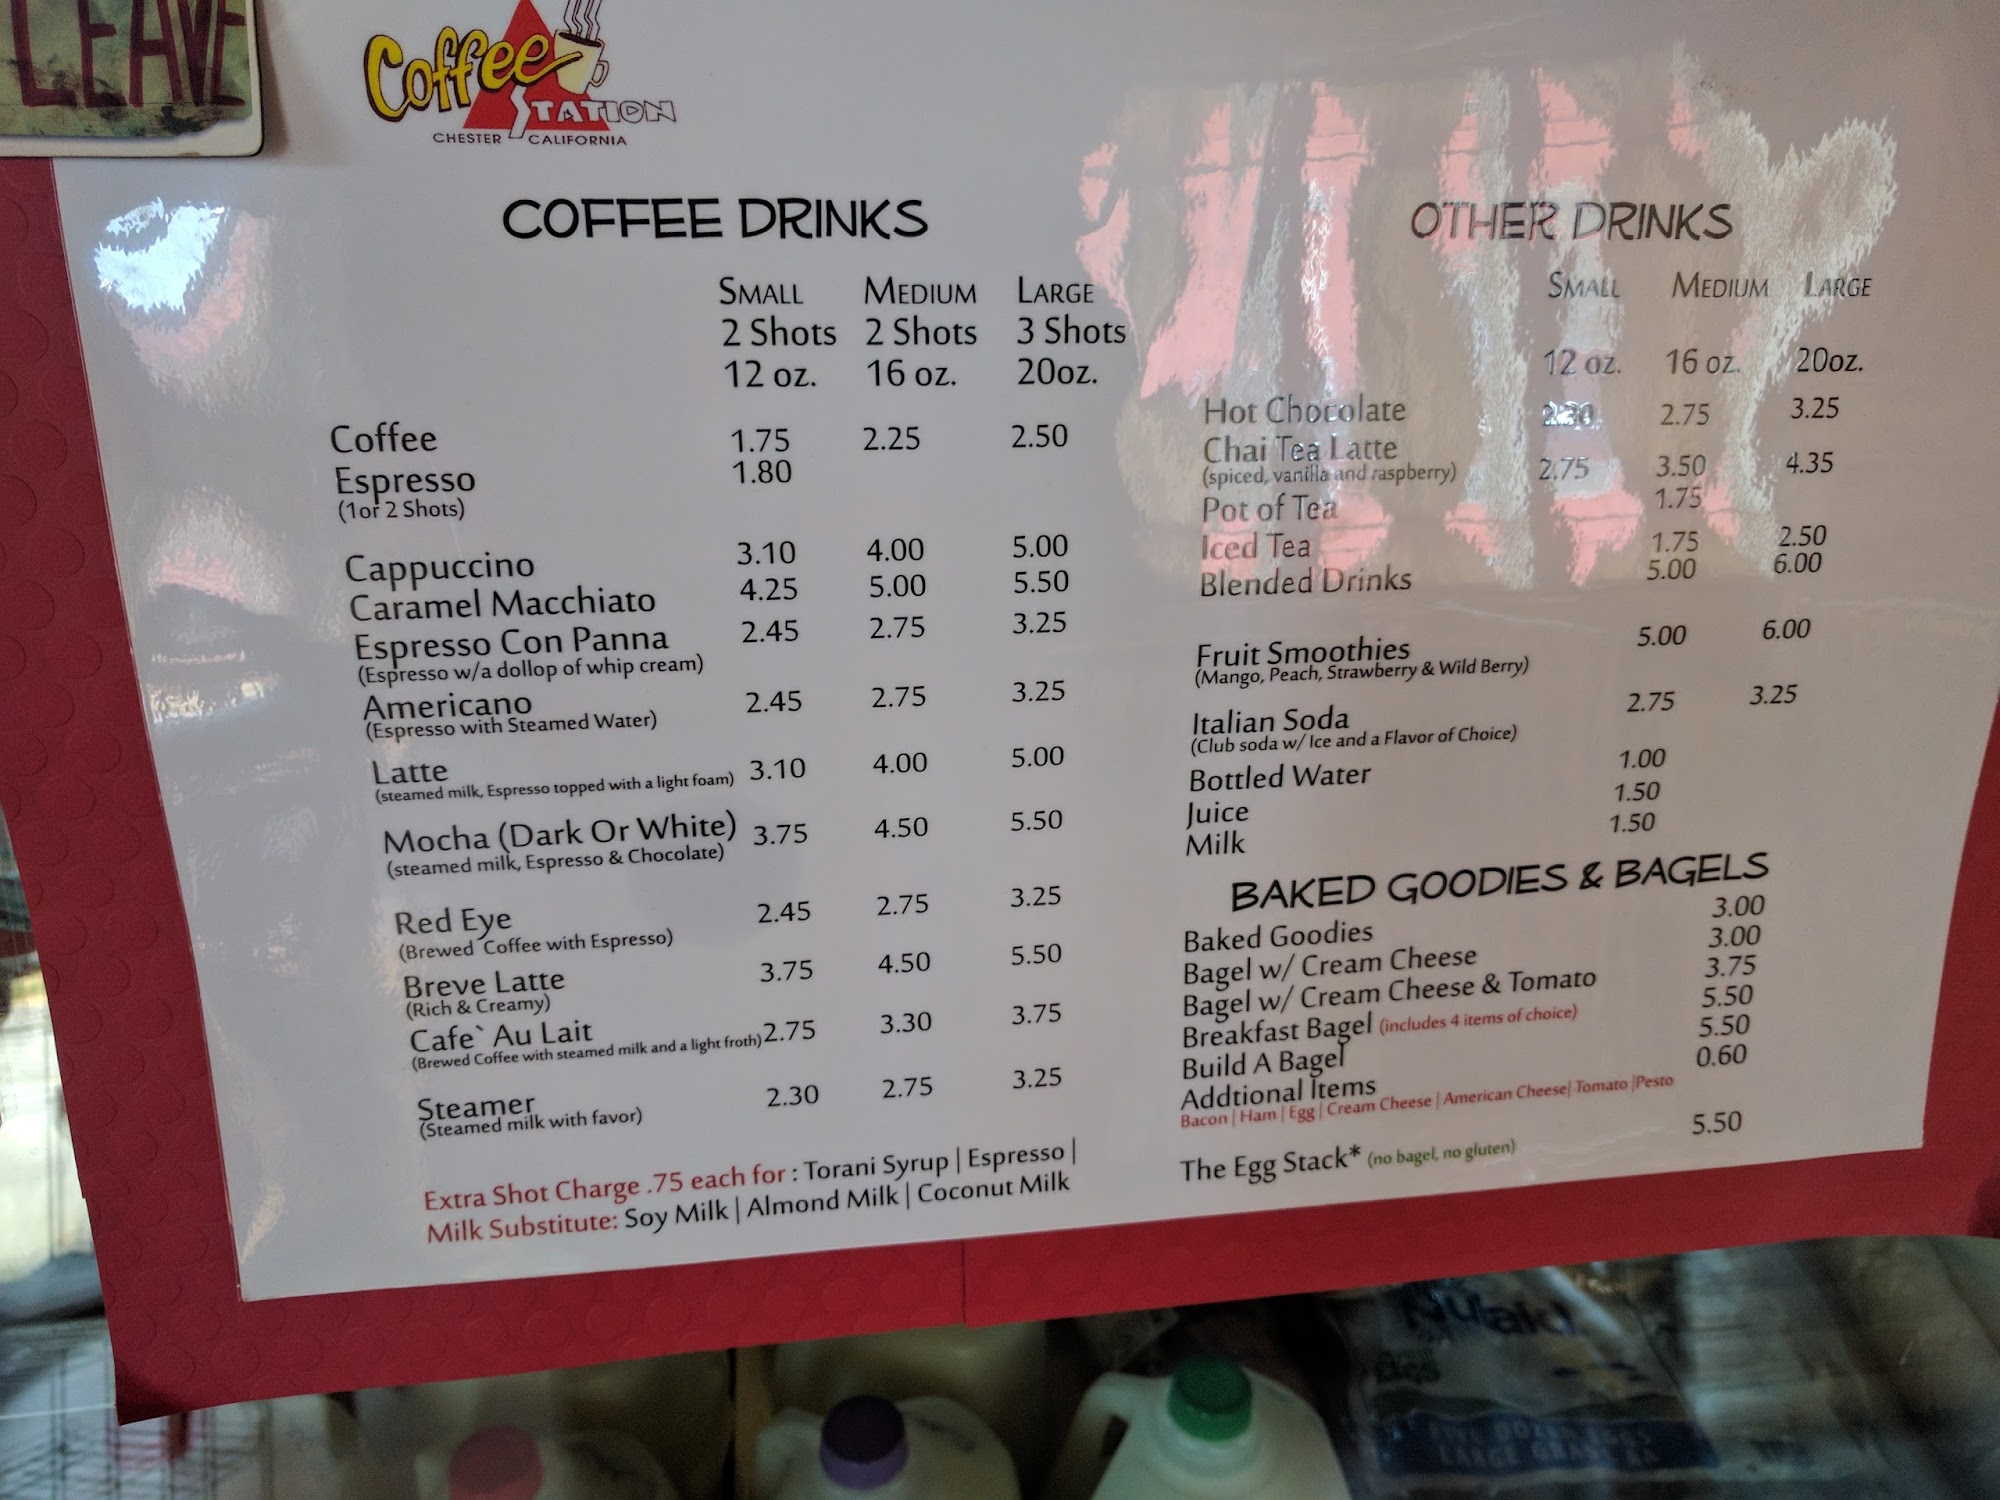 LEAVE
Coffee
STATION
CHESTER CALIFORNIA
COFFEE DRINKS
SMALL MEDIUM LARGE
2 Shots 2 Shots 3 Shots
12 oz. 16 oz. 20oz.
Coffee 1.75 2.25 2.50
Espresso 1.80
(1or 2 Shots)
Cappuccino 3.10 4.00 5.00
Caramel Macchiato 4.25 5.00 5.50
Espresso Con Panna 2.45 2.75 3.25
(Espresso w/a dollop of whip cream)
Americano 2.45 2.75 3.25
(Espresso with Steamed Water)
Latte 3.10 4.00 5.00
(steamed milk, Espresso topped with a light foam)
Mocha (Dark Or White) 3.75 4.50 5.50
(steamed milk, Espresso & Chocolate)
Red Eye 2.45 2.75 3.25
(Brewed Coffee with Espresso)
Breve Latte 3.75 4.50 5.50
(Rich & Creamy)
Cafe` Au Lait 2.75 3.30 3.75
(Brewed Coffee with steamed milk and a light froth)
Steamer 2.30 2.75 3.25
(Steamed milk with favor)
Extra Shot Charge .75 each for : Torani Syrup | Espresso |
Milk Substitute: Soy Milk | Almond Milk | Coconut Milk
OTHER DRINKS
SMALL MEDIUM LARGE
12 oz. 16 oz. 20oz.
Hot Chocolate 2.30 2.75 3.25
Chai Tea Latte 2.75 3.50 4.35
(spiced, vanilla and raspberry)
Pot of Tea 1.75
Iced Tea 1.75 2.50
Blended Drinks 5.00 6.00
Fruit Smoothies 5.00 6.00
(Mango, Peach, Strawberry & Wild Berry)
Italian Soda 2.75 3.25
(Club soda w/ Ice and a Flavor of Choice)
Bottled Water 1.00
Juice 1.50
Milk 1.50
BAKED GOODIES & BAGELS
Baked Goodies 3.00
Bagel w/ Cream Cheese 3.00
Bagel w/ Cream Cheese & Tomato 3.75
Breakfast Bagel (includes 4 items of choice) 5.50
Build A Bagel 5.50
Addtional Items 0.60
Bacon | Ham | Egg | Cream Cheese | American Cheese| Tomato |Pesto
The Egg Stack* (no bagel, no gluten) 5.50
Nulaid
EGGS
FIVE DOZEN EGGS
LARGE GRADE AA